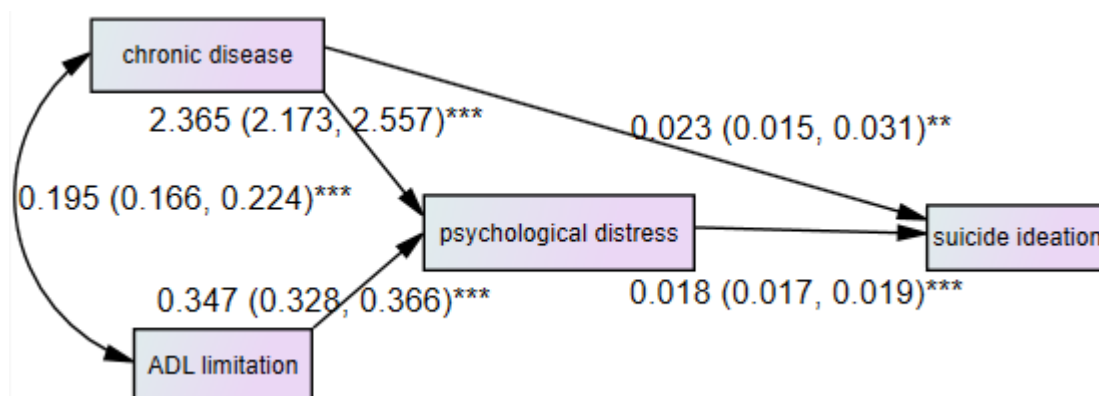 chronic disease
2.365 (2.173, 2.557)***
0.023 (0.015, 0.031)**
0.195 (0.166, 0.224)***
psychological distress
suicide ideation
0.347 (0.328, 0.366)***
0.018 (0.017, 0.019)***
ADL limitation